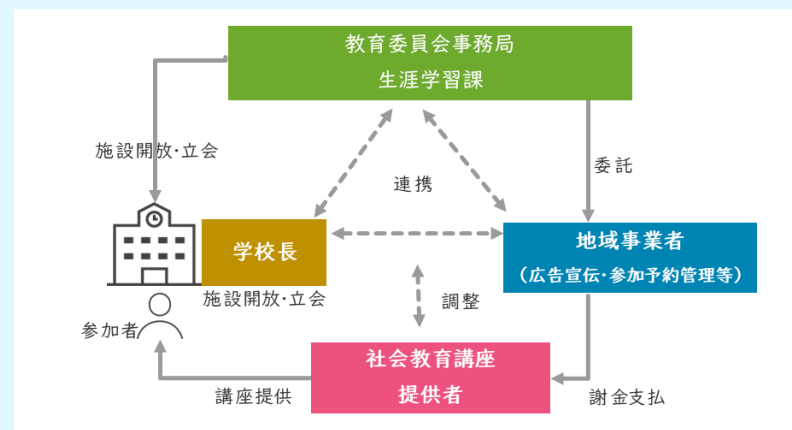 教育委員会事務局
生涯学習課
施設開放・立会
連携
委託
学校長
地域事業者
（広告宣伝・参加予約管理等）
施設開放・立会
調整
参加者
社会教育講座
提供者
講座提供
謝金支払